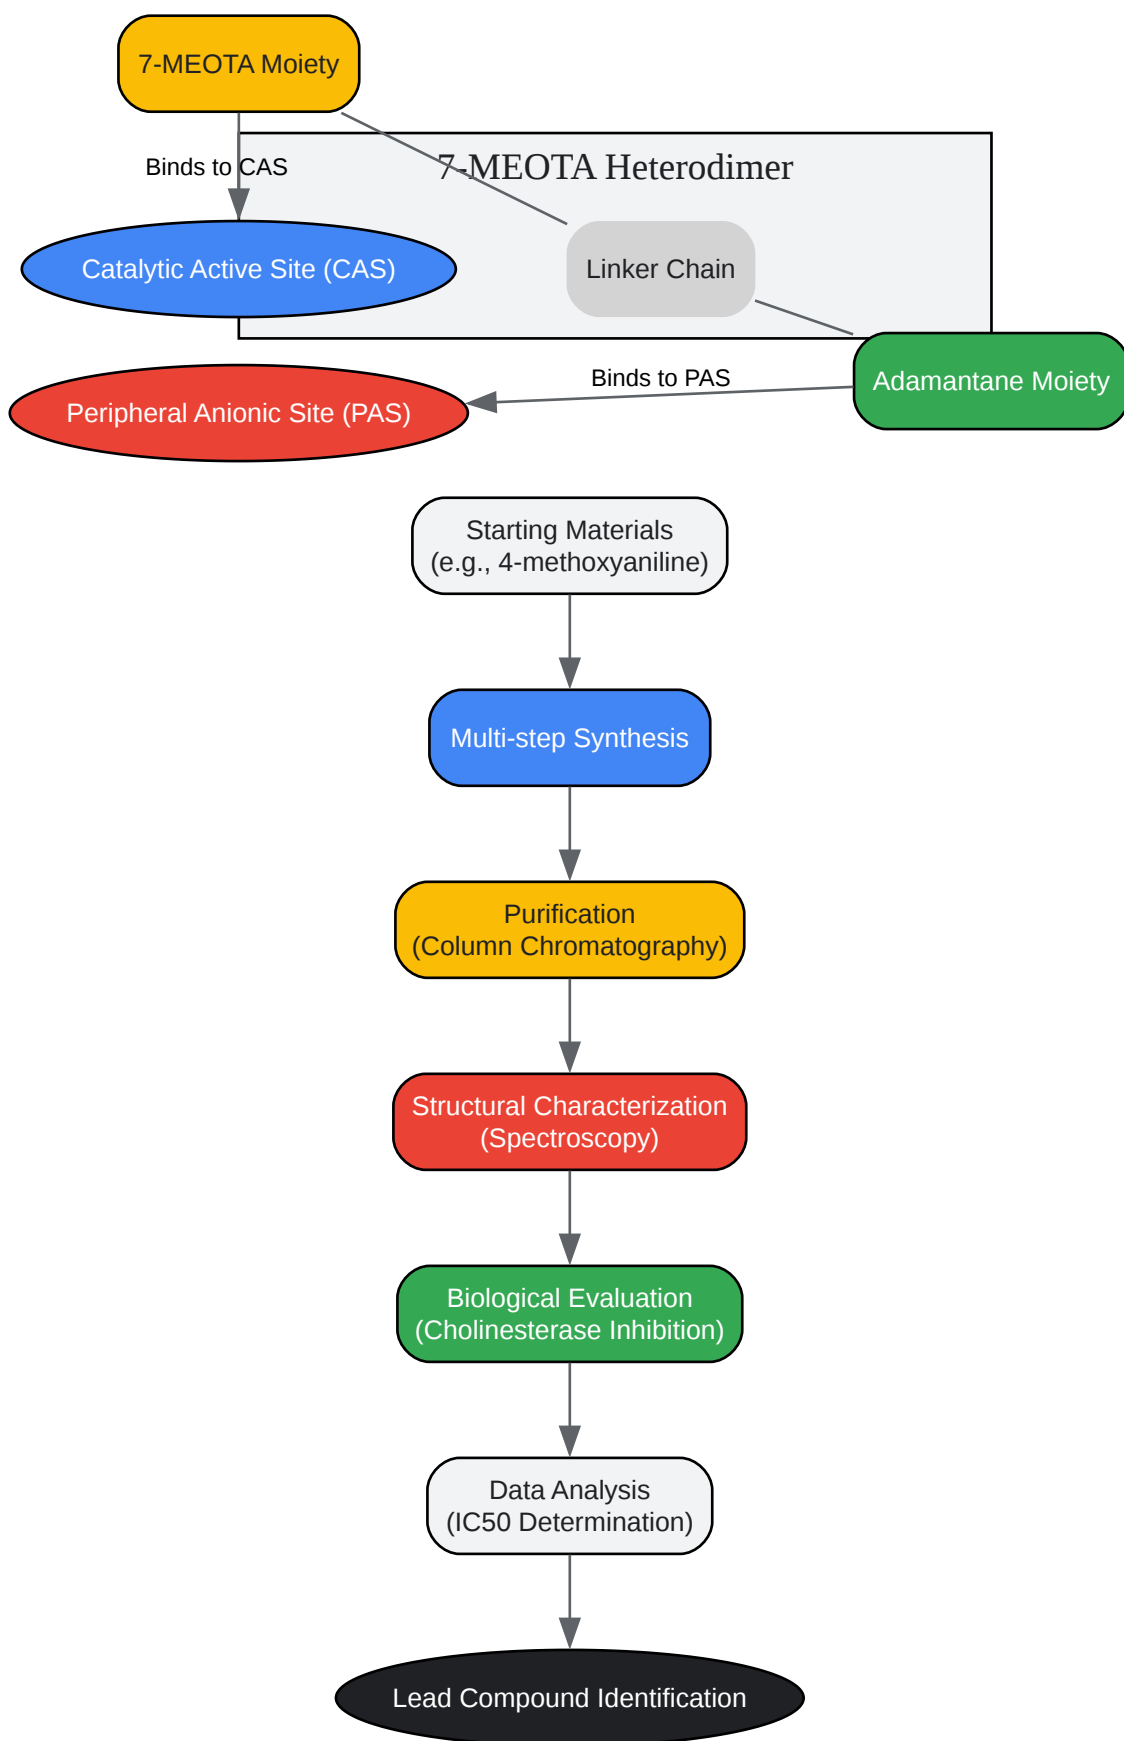 7-MEOTA Moiety
Binds to CAS
7-MEOTA Heterodimer
Catalytic Active Site (CAS)
Linker Chain
Binds to PAS
Adamantane Moiety
Peripheral Anionic Site (PAS)
Starting Materials
(e.g., 4-methoxyaniline)
Multi-step Synthesis
Purification
(Column Chromatography)
Structural Characterization
(Spectroscopy)
Biological Evaluation
(Cholinesterase Inhibition)
Data Analysis
(IC50 Determination)
Lead Compound Identification